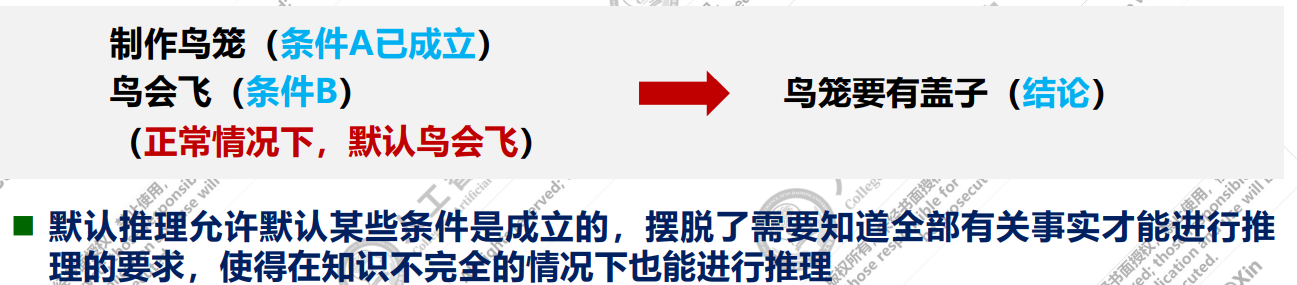 制作鸟笼（条件A已成立）
鸟会飞（条件B）
（正常情况下，默认鸟会飞）
鸟笼要有盖子（结论）
默认推理允许默认某些条件是成立的，摆脱了需要知道全部有关事实才能进行推
理的要求，使得在知识不完全的情况下也能进行推理